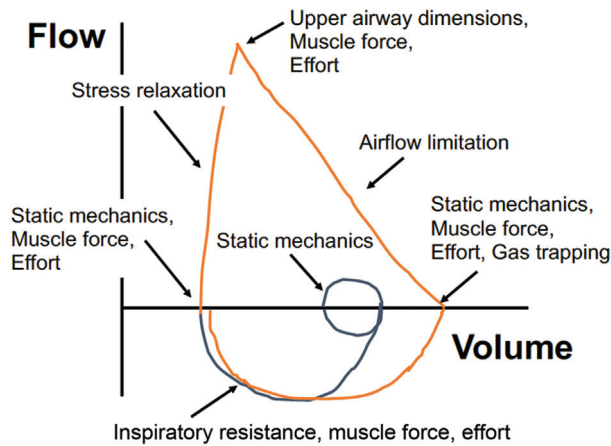 Flow
Upper airway dimensions,
Muscle force,
Effort
Stress relaxation
Airflow limitation
Static mechanics,
Muscle force,
Effort
Static mechanics
Static mechanics,
Muscle force,
Effort, Gas trapping
Volume
Inspiratory resistance, muscle force, effort